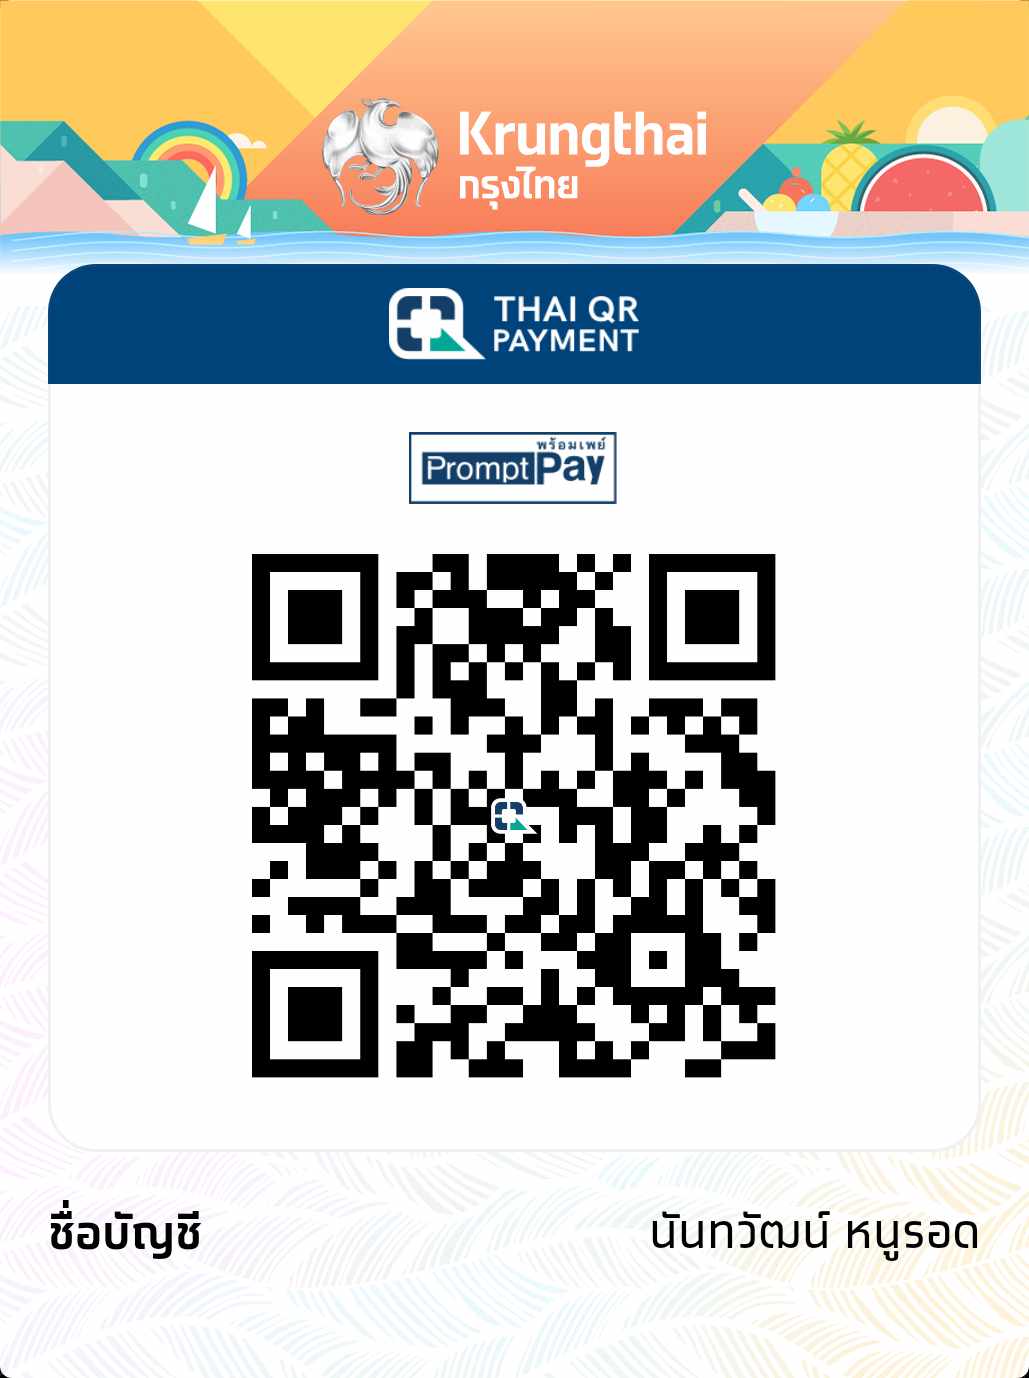 Krungthai
กรุงไทย
THAI QR
PAYMENT
พร้อมเพย์
PromptPay
ชื่อบัญชี นันทวัฒน์ หนูรอด